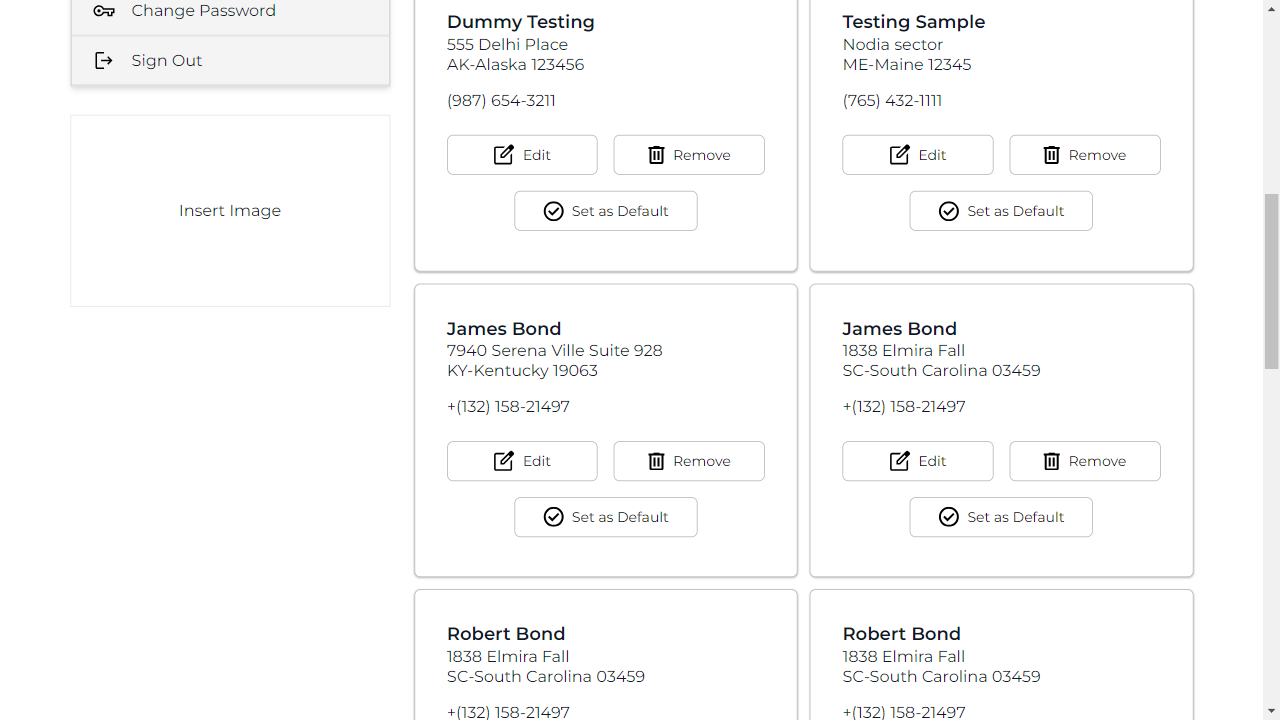 Change Password
Sign Out
Insert Image
Dummy Testing
555 Delhi Place
AK-Alaska 123456
(987) 654-3211
Edit
Remove
Set as Default
Testing Sample
Nodia sector
ME-Maine 12345
(765) 432-1111
Edit
Remove
Set as Default
James Bond
7940 Serena Ville Suite 928
KY-Kentucky 19063
+(132) 158-21497
Edit
Remove
Set as Default
James Bond
1838 Elmira Fall
SC-South Carolina 03459
+(132) 158-21497
Edit
Remove
Set as Default
Robert Bond
1838 Elmira Fall
SC-South Carolina 03459
+(132) 158-21497
Robert Bond
1838 Elmira Fall
SC-South Carolina 03459
+(132) 158-21497